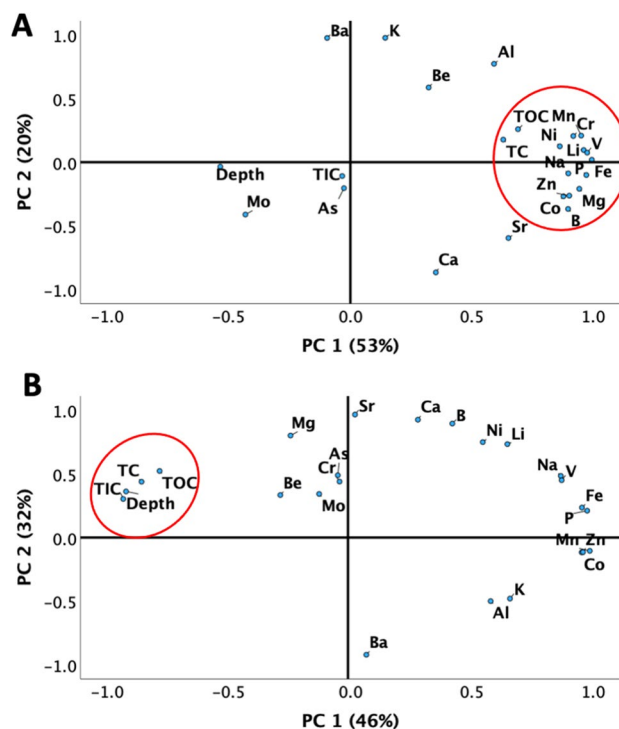 A
1.0
Ba
K
Al
Be
0.5
TOC
Mn
Cr
Ni
Li
V
TC
0.0
Depth
TIC
Na
P
Fe
Mo
As
Zn
Mg
-0.5
Co
B
Sr
Ca
-1.0
PC 2 (20%)
-1.0
-0.5
0.0
0.5
1.0
PC 1 (53%)
B
1.0
Sr
Ca
B
Mg
Ni
Li
As
Cr
TC
TOC
0.5
TIC
Depth
Be
Mo
Na
V
Fe
P
0.0
Mn
Zn
Co
K
Al
-0.5
Ba
-1.0
PC 2 (32%)
-1.0
-0.5
0.0
0.5
1.0
PC 1 (46%)